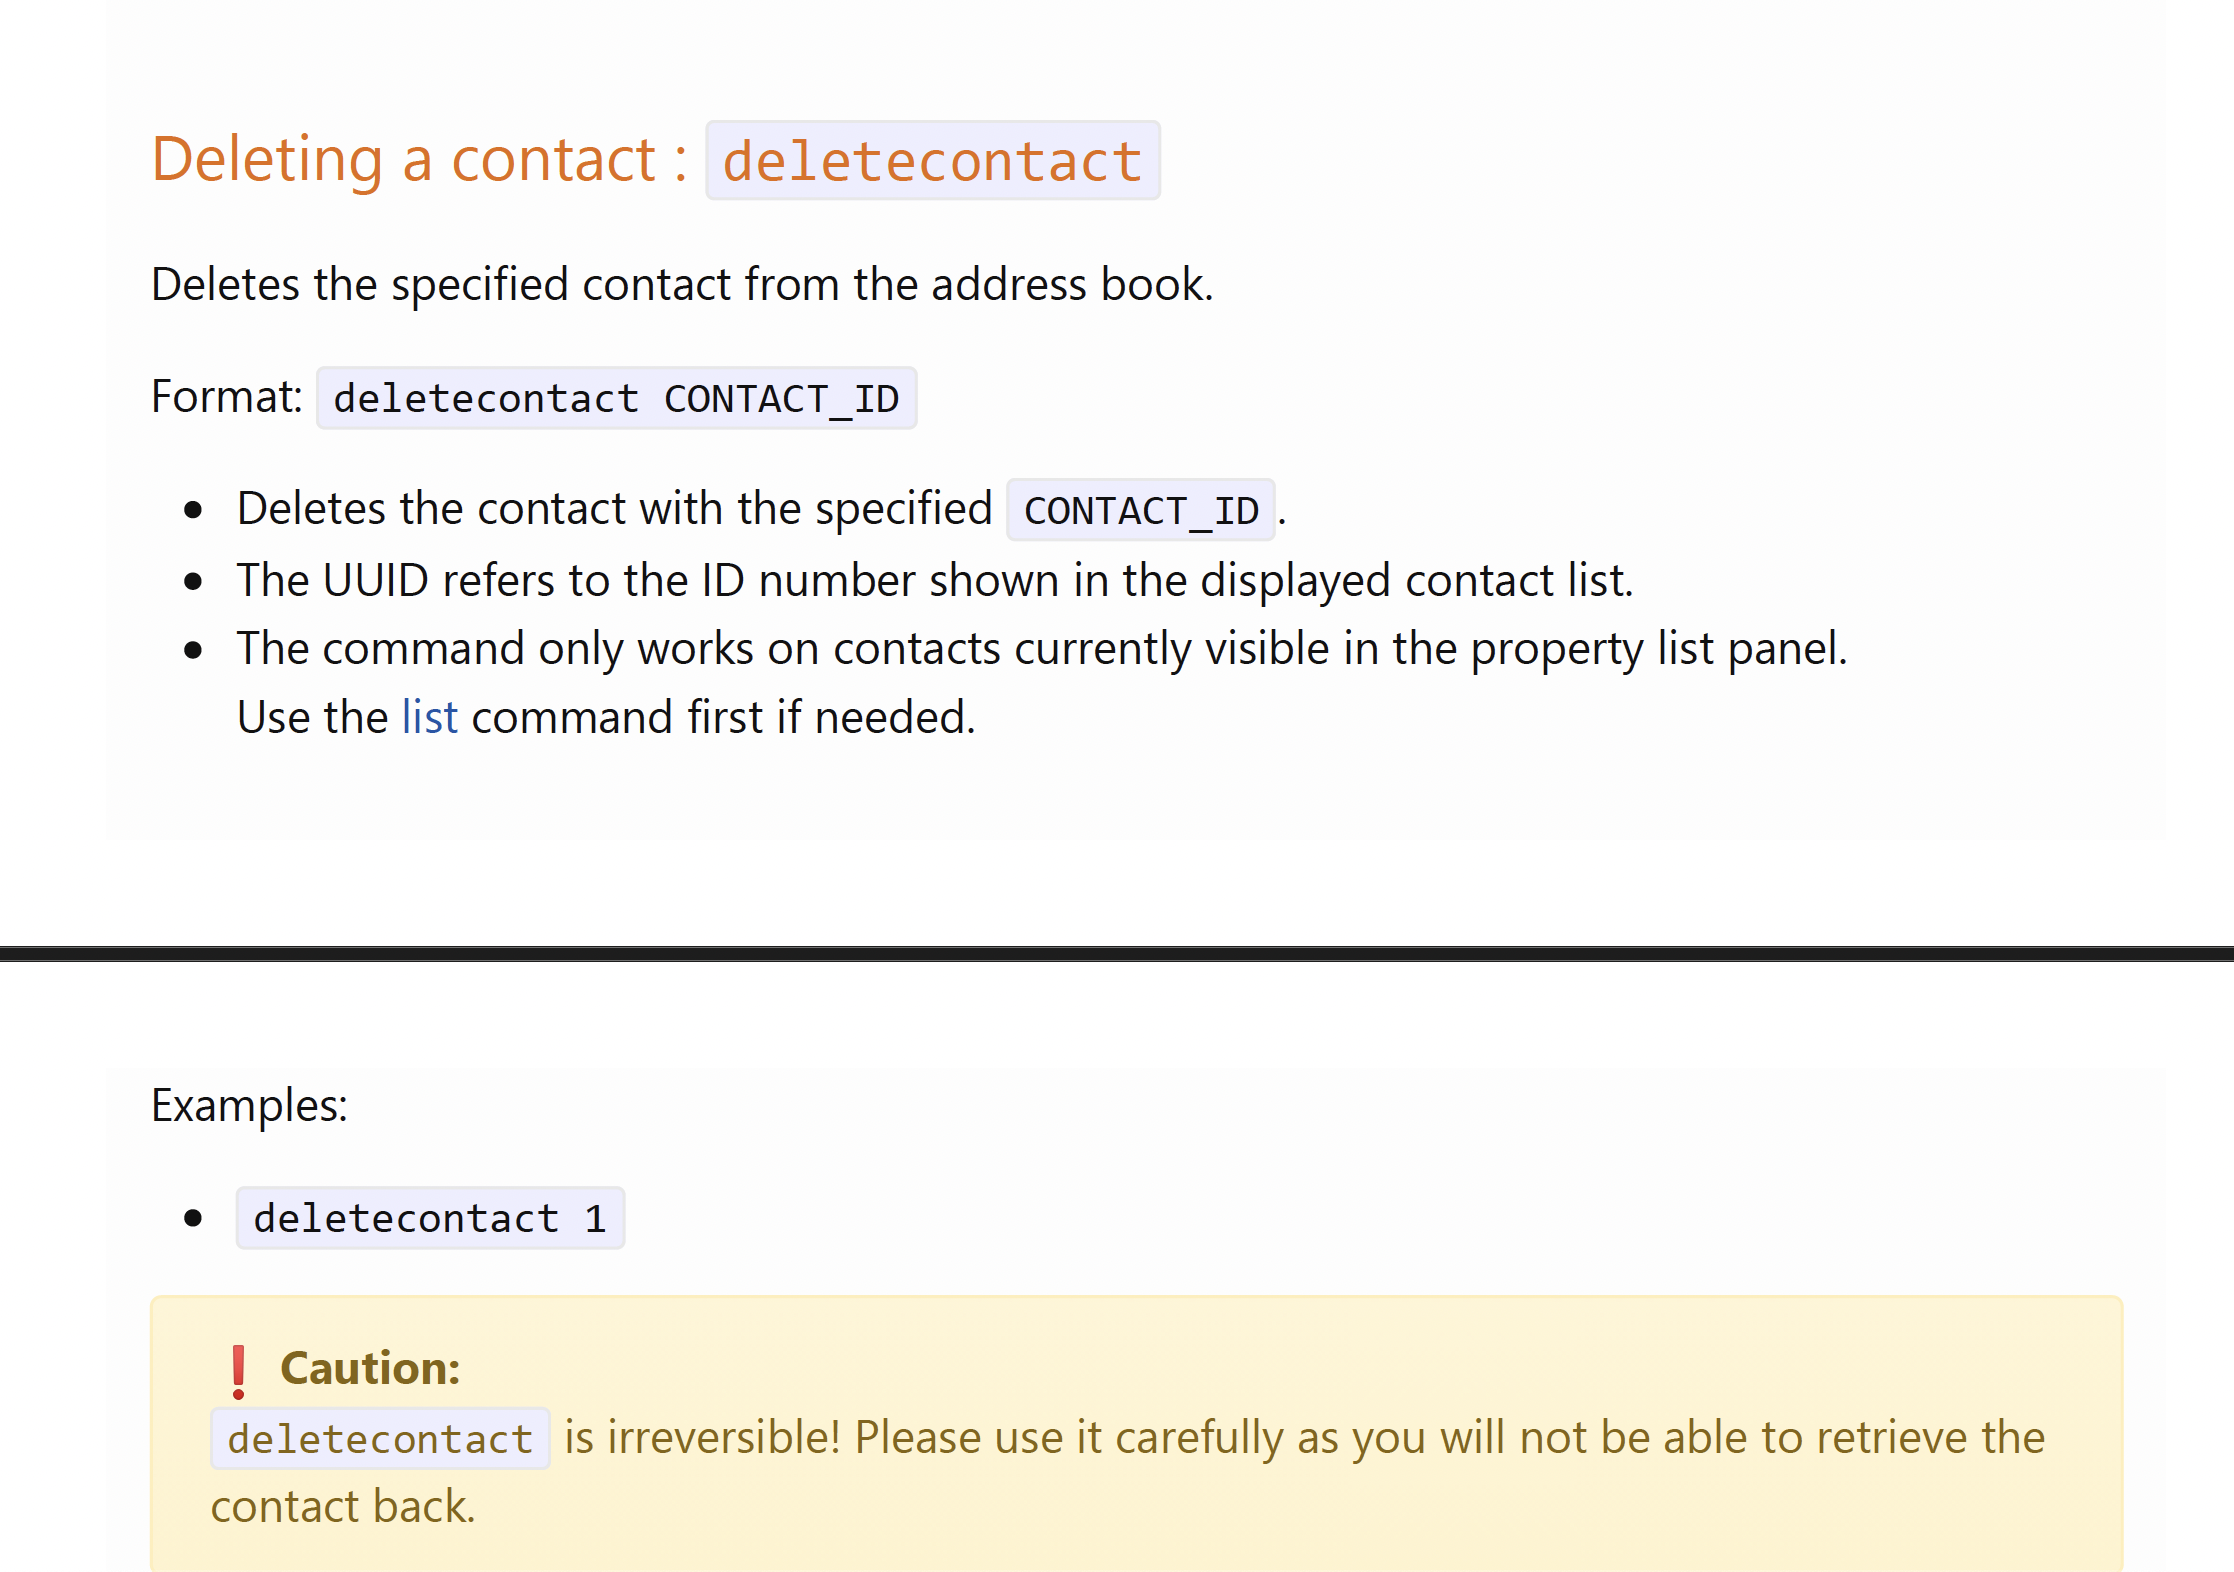 Deleting a contact : deletecontact
Deletes the specified contact from the address book.
Format: deletecontact CONTACT_ID
• Deletes the contact with the specified CONTACT_ID.
• The UUID refers to the ID number shown in the displayed contact list.
• The command only works on contacts currently visible in the property list panel.
Use the list command first if needed.
Examples:
• deletecontact 1
❗ Caution:
deletecontact is irreversible! Please use it carefully as you will not be able to retrieve the
contact back.